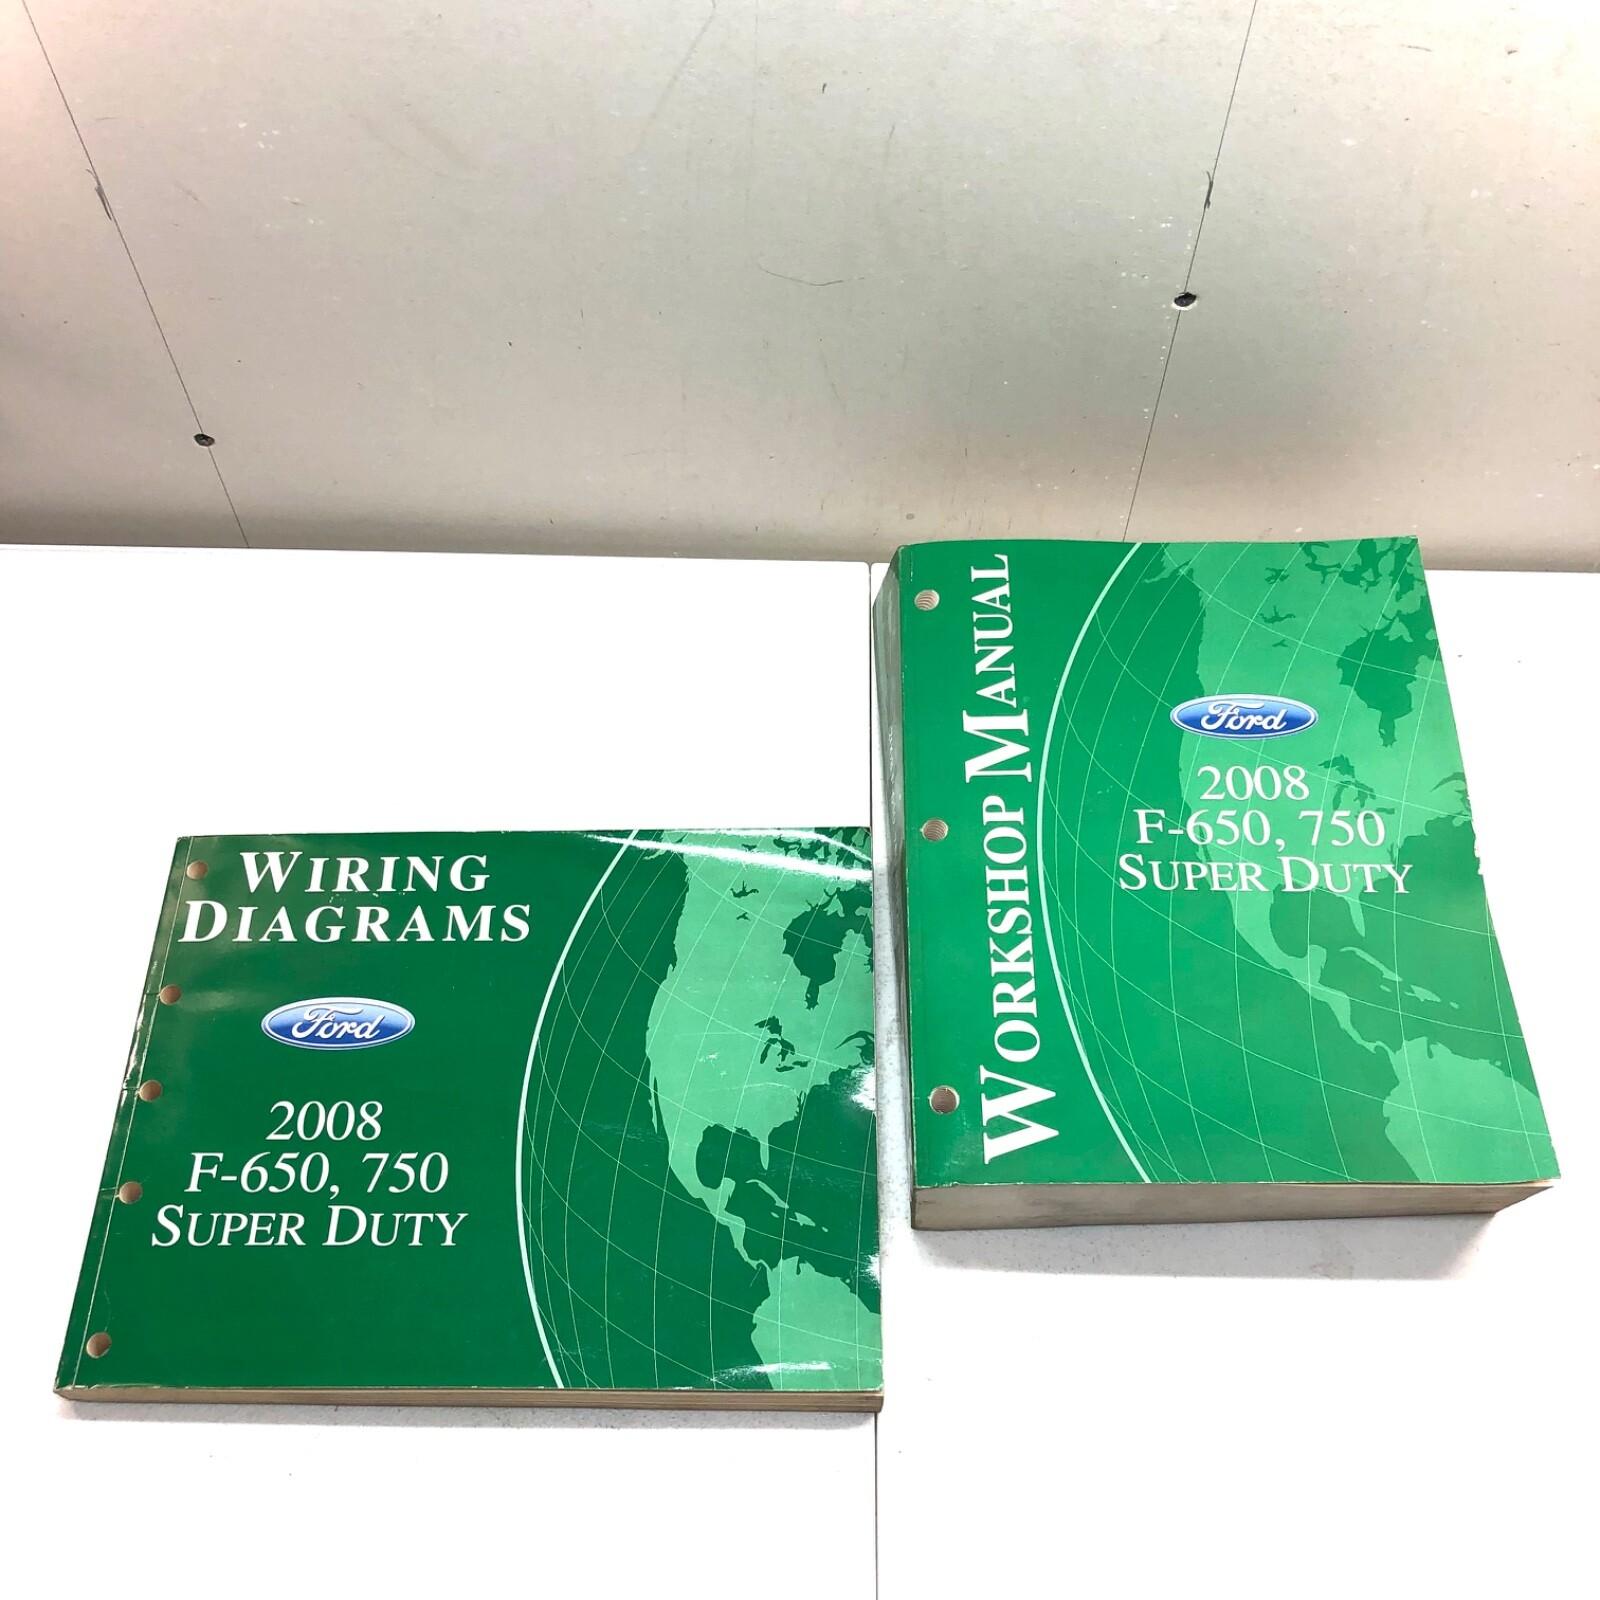 WIRING
DIAGRAMS
Ford
2008
F-650, 750
SUPER DUTY
WORKSHOP MANUAL
Ford
2008
F-650, 750
SUPER DUTY